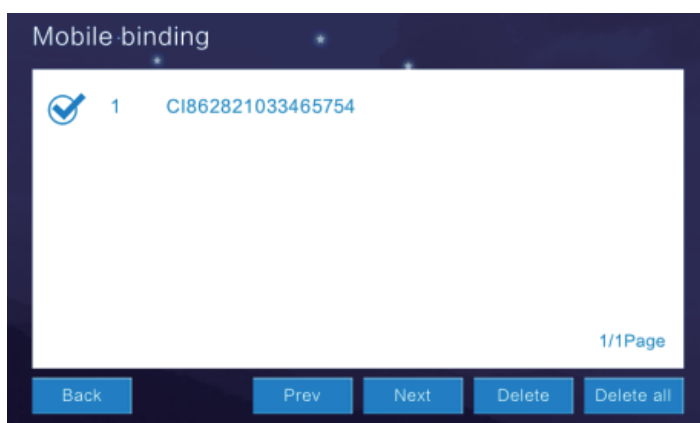 Mobile binding
1 CI862821033465754
1/1Page
Back Prev Next Delete Delete all